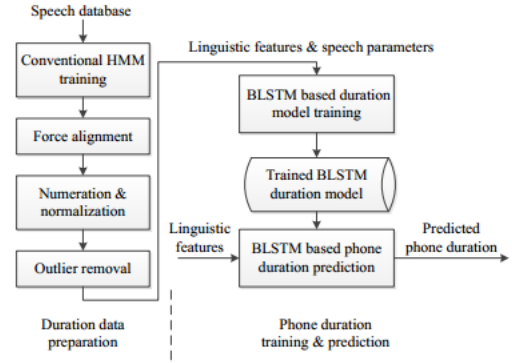 Speech database
Conventional HMM
training
Force alignment
Numeration &
normalization
Outlier removal
Duration data
preparation
Linguistic features & speech parameters
BLSTM based duration
model training
Trained BLSTM
duration model
Linguistic
features
BLSTM based phone
duration prediction
Predicted
phone duration
Phone duration
training & prediction